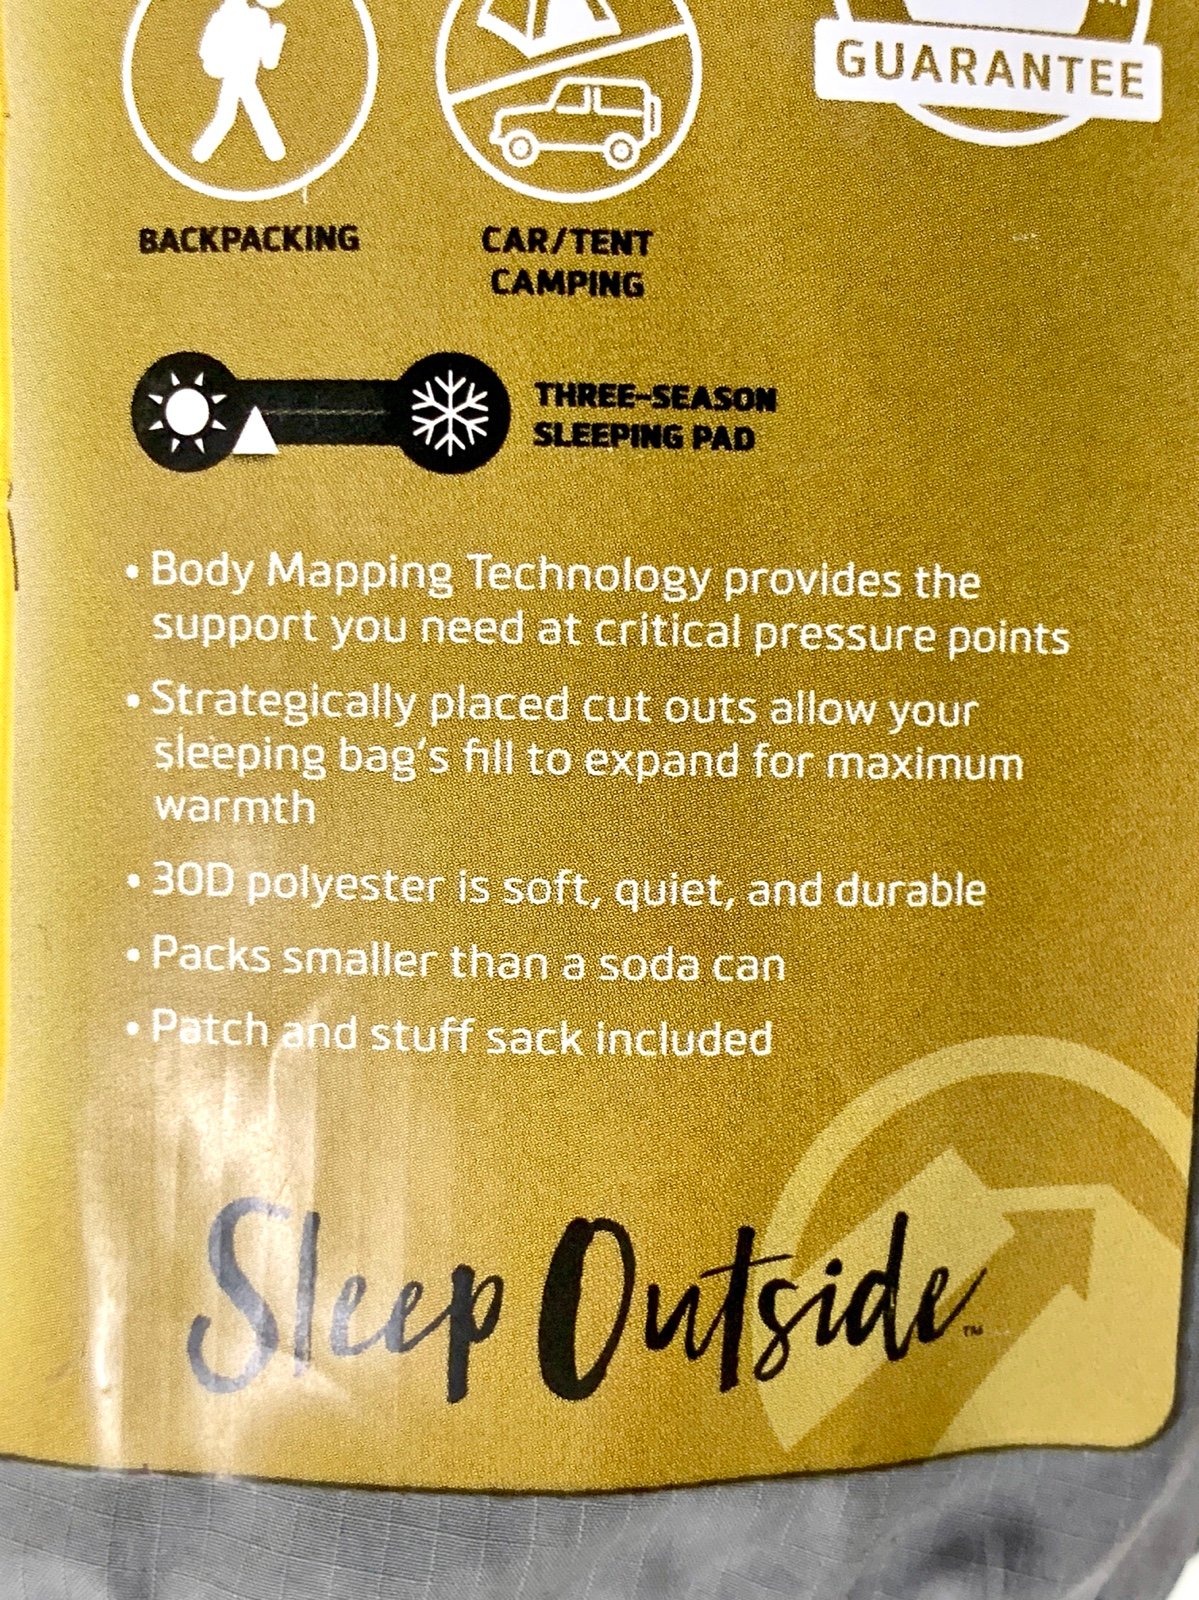 GUARANTEE
BACKPACKING
CAR/TENT
CAMPING
THREE-SEASON
SLEEPING PAD
• Body Mapping Technology provides the
support you need at critical pressure points
• Strategically placed cut outs allow your
sleeping bag's fill to expand for maximum
warmth
• 30D polyester is soft, quiet, and durable
• Packs smaller than a soda can
• Patch and stuff sack included
Sleep Outside™